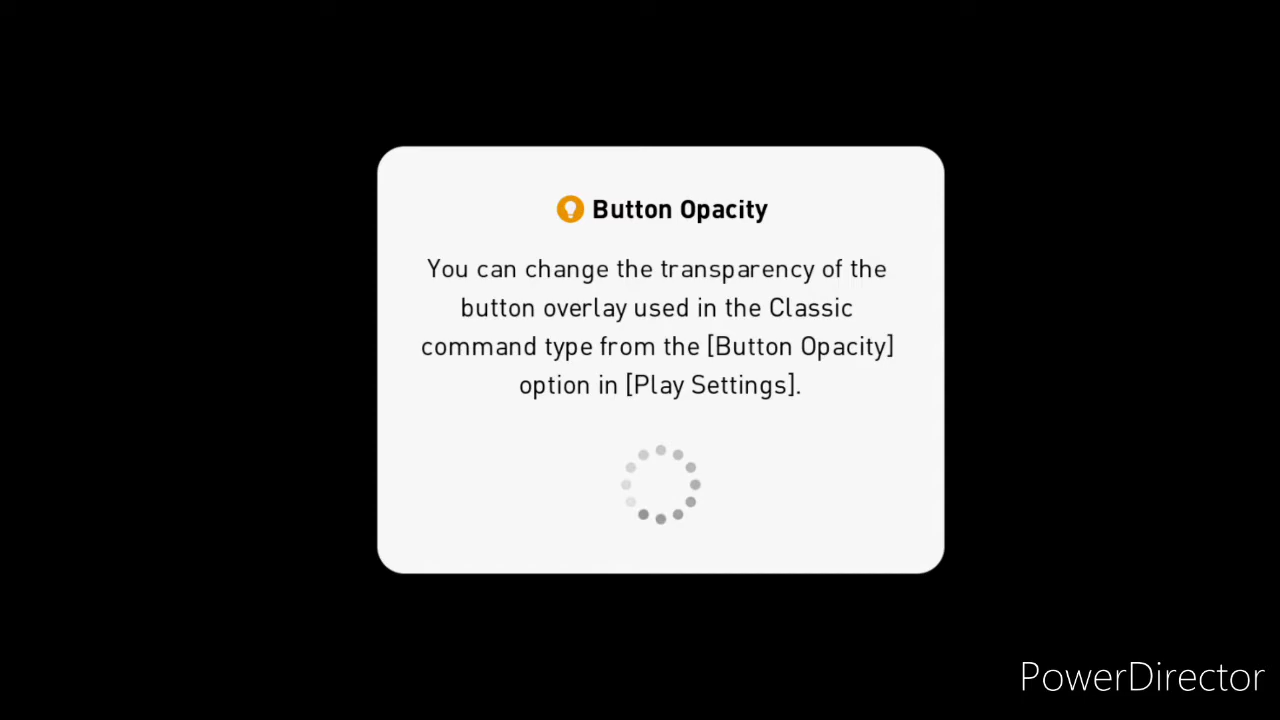 Button Opacity
You can change the transparency of the
button overlay used in the Classic
command type from the [Button Opacity]
option in [Play Settings].
PowerDirector